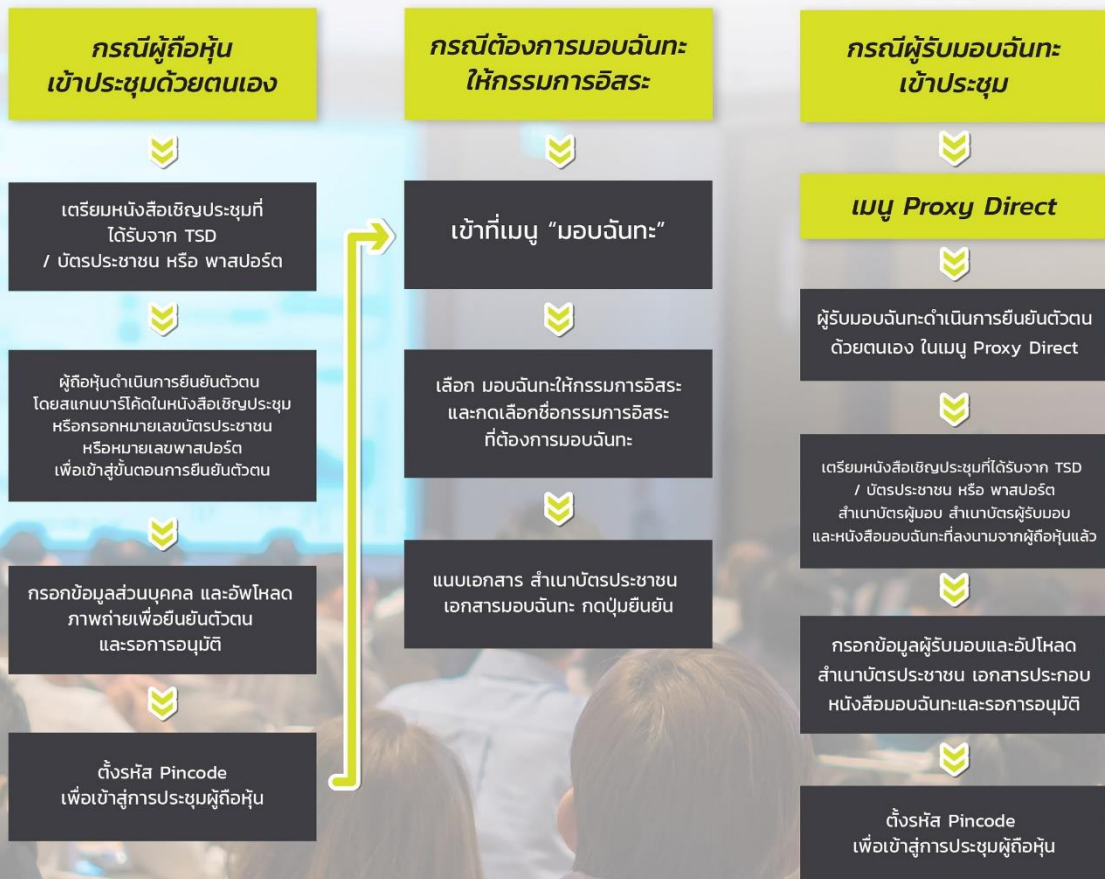 กรณีผู้ถือหุ้น
เข้าประชุมด้วยตนเอง
เตรียมหนังสือเชิญประชุมที่
ได้รับจาก TSD
/ บัตรประชาชน หรือ พาสปอร์ต
ผู้ถือหุ้นดำเนินการยืนยันตัวตน
โดยสแกนบาร์โค้ดในหนังสือเชิญประชุม
หรือกรอกหมายเลขบัตรประชาชน
หรือหมายเลขพาสปอร์ต
เพื่อเข้าสู่ขั้นตอนการยืนยันตัวตน
กรอกข้อมูลส่วนบุคคล และอัพโหลด
ภาพถ่ายเพื่อยืนยันตัวตน
และรอการอนุมัติ
ตั้งรหัส Pincode
เพื่อเข้าสู่การประชุมผู้ถือหุ้น
กรณีต้องการมอบฉันทะ
ให้กรรมการอิสระ
เข้าที่เมนู “มอบฉันทะ”
เลือก มอบฉันทะให้กรรมการอิสระ
และกดเลือกชื่อกรรมการอิสระ
ที่ต้องการมอบฉันทะ
แนบเอกสาร สำเนาบัตรประชาชน
เอกสารมอบฉันทะ กดปุ่มยืนยัน
กรณีผู้รับมอบฉันทะ
เข้าประชุม
เมนู Proxy Direct
ผู้รับมอบฉันทะดำเนินการยืนยันตัวตน
ด้วยตนเอง ในเมนู Proxy Direct
เตรียมหนังสือเชิญประชุมที่ได้รับจาก TSD
/ บัตรประชาชน หรือ พาสปอร์ต
สำเนาบัตรผู้มอบ สำเนาบัตรผู้รับมอบ
และหนังสือมอบฉันทะที่ลงนามจากผู้ถือหุ้นแล้ว
กรอกข้อมูลผู้รับมอบและอัปโหลด
สำเนาบัตรประชาชน เอกสารประกอบ
หนังสือมอบฉันทะและรอการอนุมัติ
ตั้งรหัส Pincode
เพื่อเข้าสู่การประชุมผู้ถือหุ้น